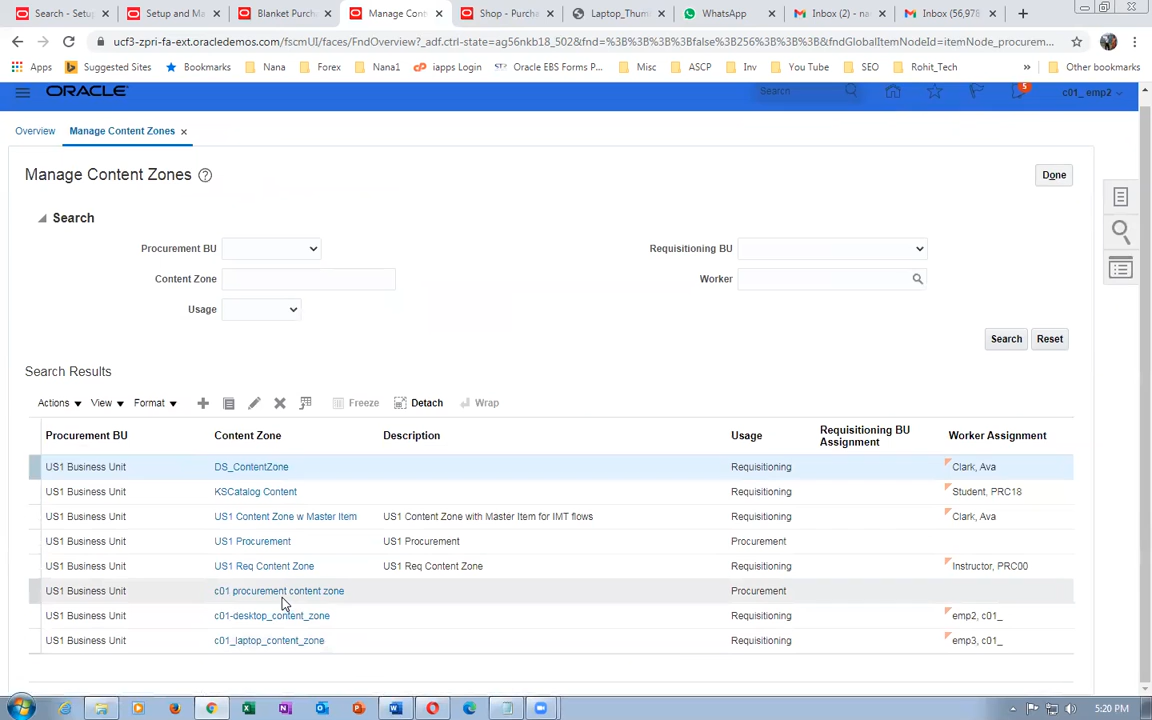 Search - Setup
Setup and Ma
Blanket Purcha
Manage Conte
Shop - Purcha
Laptop_Thum
WhatsApp
Inbox (2) - na
Inbox (56,978
ucf3-zpri-fa-ext.oracledemos.com/fscmUI/faces/FndOverview?_adf.ctrl-state=ag56nkb18_502&fnd=%3B%3B%3B%3Bfalse%3B256%3B%3B%3B&fndGlobalItemNodeId=itemNode_procurem...
Apps Suggested Sites Bookmarks Nana Forex Nana1 iapps Login Oracle EBS Forms P... Misc ASCP Inv You Tube SEO Rohit_Tech » Other bookmarks
ORACLE Search 5 c01_ emp2
Overview Manage Content Zones ×
Manage Content Zones ? Done
Search
Procurement BU Requisitioning BU
Content Zone Worker
Usage
Search Reset
Search Results
Actions View Format Freeze Detach Wrap
Procurement BU Content Zone Description Usage Requisitioning BU Assignment Worker Assignment
US1 Business Unit DS_ContentZone Requisitioning Clark, Ava
US1 Business Unit KSCatalog Content Requisitioning Student, PRC18
US1 Business Unit US1 Content Zone w Master Item US1 Content Zone with Master Item for IMT flows Requisitioning Clark, Ava
US1 Business Unit US1 Procurement US1 Procurement Procurement
US1 Business Unit US1 Req Content Zone US1 Req Content Zone Requisitioning Instructor, PRC00
US1 Business Unit c01 procurement content zone Procurement
US1 Business Unit c01-desktop_content_zone Requisitioning emp2, c01_
US1 Business Unit c01_laptop_content_zone Requisitioning emp3, c01_
5:20 PM